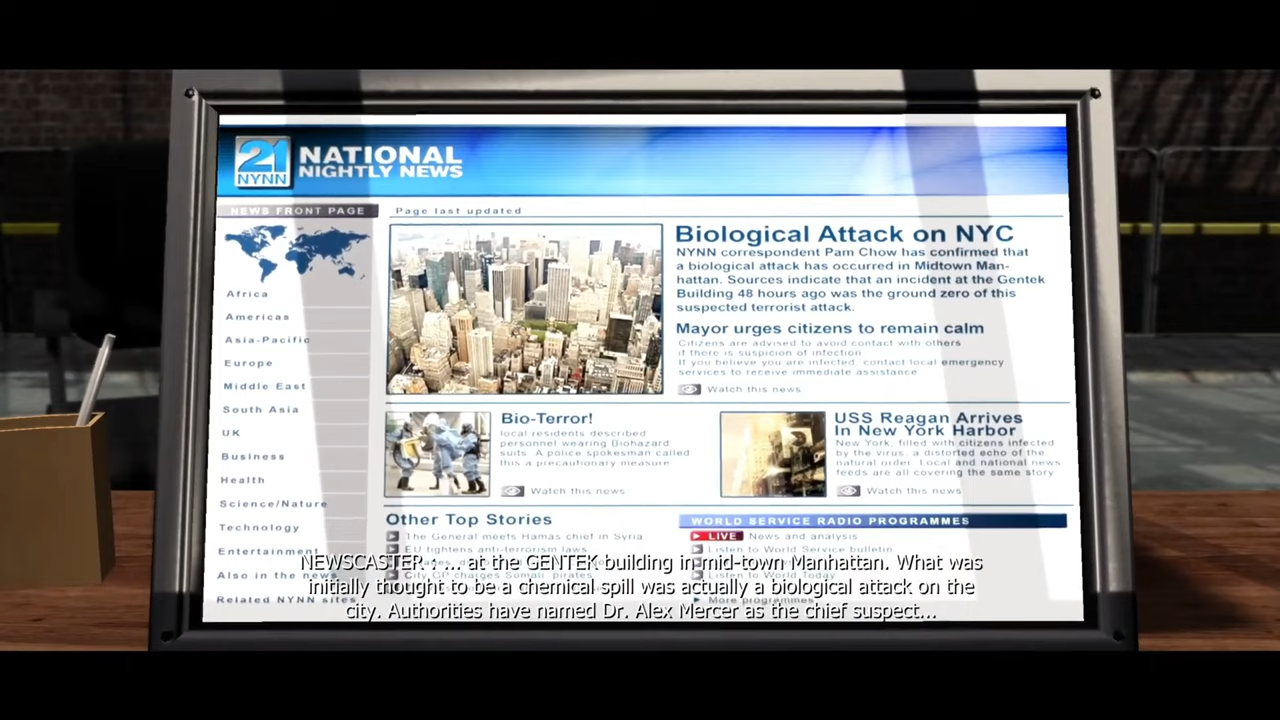 21
NYNN
NATIONAL
NIGHTLY NEWS
NEWS FRONT PAGE
Page last updated
Africa
Americas
Asia-Pacific
Europe
Middle East
South Asia
UK
Business
Health
Science/Nature
Technology
Entertainment
Also in the news
Related NYNN sites
Biological Attack on NYC
NYNN correspondent Pam Chow has confirmed that
a biological attack has occurred in Midtown Man-
hattan. Sources indicate that an incident at the Gentek
Building 48 hours ago was the ground zero of this
suspected terrorist attack.
Mayor urges citizens to remain calm
Citizens are advised to avoid contact with others
if there is suspicion of infection
If you believe you are infected, contact local emergency
services to receive immediate assistance
Watch this news
Bio-Terror!
local residents described
personnel wearing Biohazard
suits. A police spokesman called
this a precautionary measure
Watch this news
USS Reagan Arrives
In New York Harbor
New York, filled with citizens infected
by the virus, a distorted echo of the
natural order. Local and national news
feeds are all covering the same story
Watch this news
Other Top Stories
The General meets Hamas chief in Syria
EU tightens anti-terrorism laws
City GP charges Somali pirates
WORLD SERVICE RADIO PROGRAMMES
LIVE News and analysis
Listen to World Service bulletin
Listen to World Today
More programmes
NEWSCASTER : ... at the GENTEK building in mid-town Manhattan. What was
initially thought to be a chemical spill was actually a biological attack on the
city. Authorities have named Dr. Alex Mercer as the chief suspect...